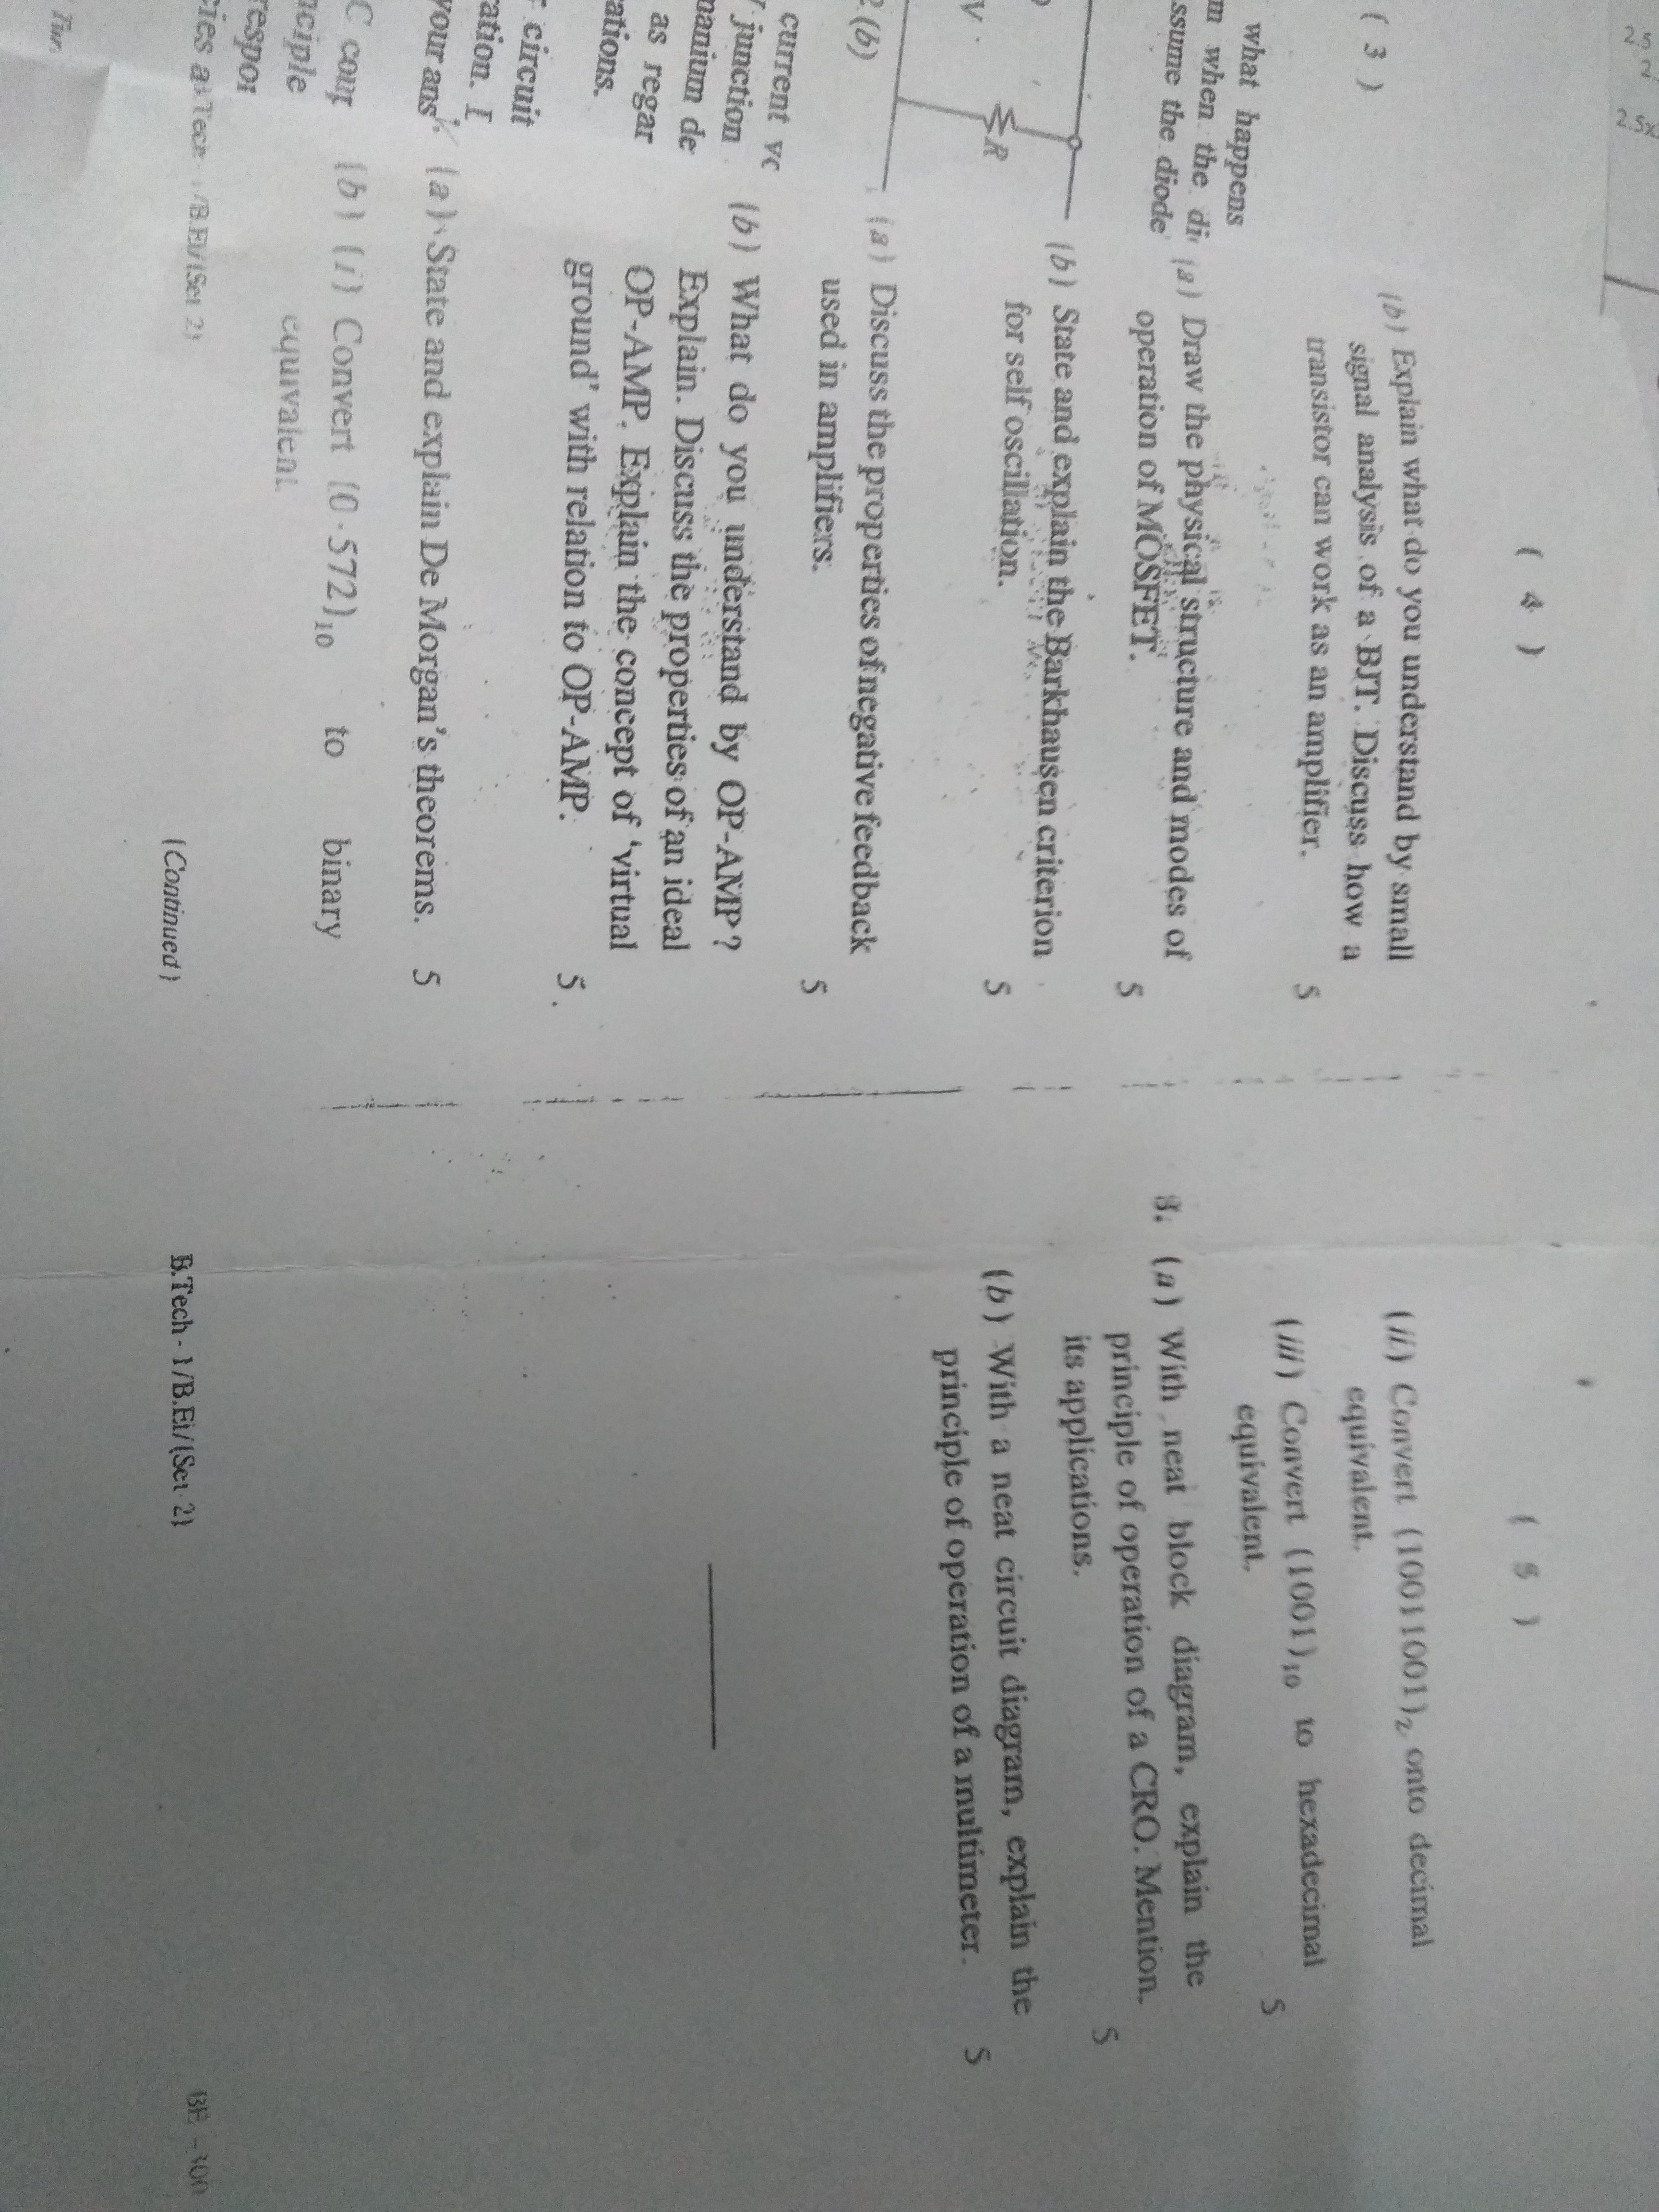 2.5
2.5x
( 3 )
what happens
m when the di
ssume the diode
R
V.
2 (b)
current vc
junction
nanium de
as regar
ations.
circuit
ation. I
your ans
C com
nciple
respor
cies as
( 4 )
(b) Explain what do you understand by small
signal analysis of a BJT. Discuss how a
transistor can work as an amplifier. 5
(a) Draw the physical structure and modes of
operation of MOSFET. 5
(b) State and explain the Barkhausen criterion
for self oscillation. 5
(a) Discuss the properties of negative feedback
used in amplifiers. 5
(b) What do you understand by OP-AMP?
Explain. Discuss the properties of an ideal
OP-AMP. Explain the concept of 'virtual
ground' with relation to OP-AMP. 5
(a) State and explain De Morgan's theorems. 5
(b) (i) Convert (0·572)10 to binary
equivalent.
B.Tech - 1/B.El/(Set 2) (Continued)
( 5 )
(ii) Convert (10011001)2 onto decimal
equivalent.
(iii) Convert (1001)10 to hexadecimal
equivalent. 5
8. (a) With neat block diagram, explain the
principle of operation of a CRO. Mention
its applications. 5
(b) With a neat circuit diagram, explain the
principle of operation of a multimeter. 5
B.Tech - 1/B.El/(Set 2) BE -300